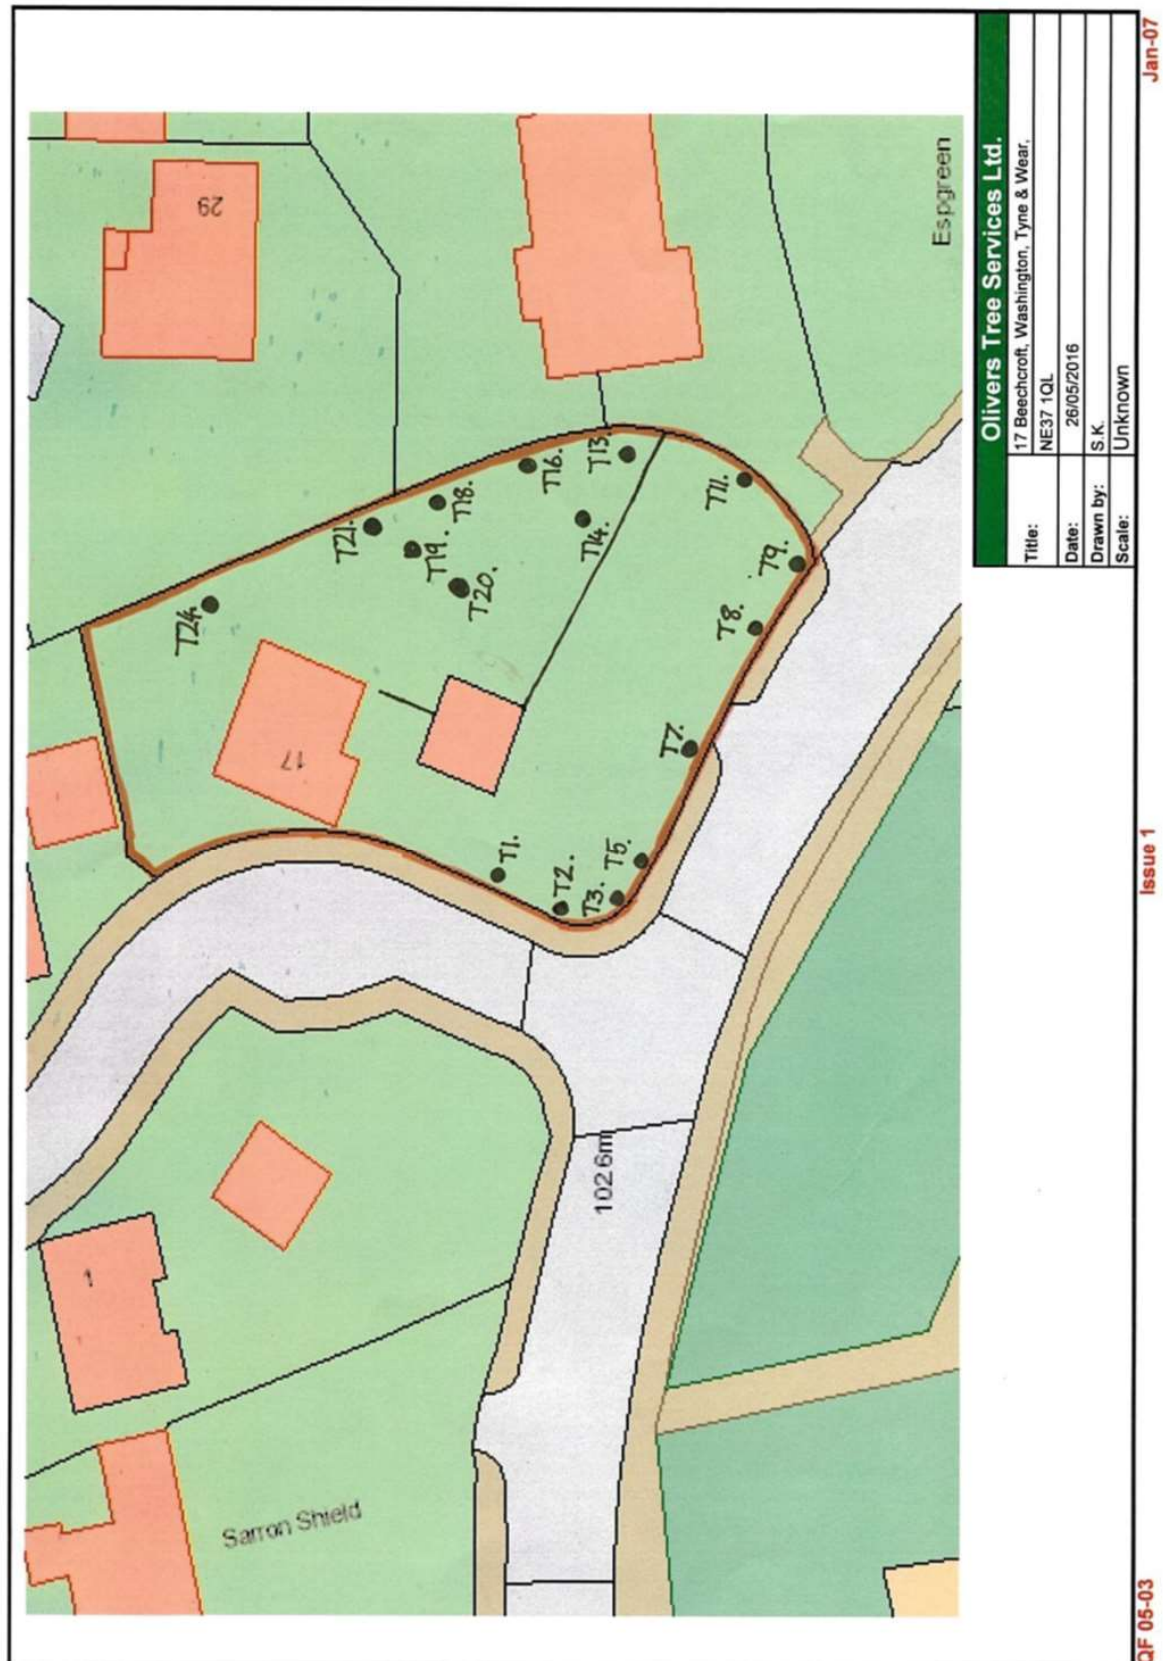 Olivers Tree Services Ltd.
Title: 17 Beechcroft, Washington, Tyne & Wear,
NE37 1QL
Date: 26/05/2016
Drawn by: S.K.
Scale: Unknown
29
Espgreen
T21.
T18.
T16.
T13.
T19.
T14.
T11.
T20.
T9.
T24.
T8.
17
T7.
T1.
T2.
T3.
T5.
102.6m
1
Sarron Shield
QF 05-03
Issue 1
Jan-07